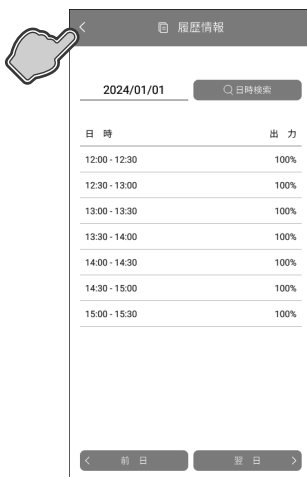 履歴情報
2024/01/01 日時検索
日 時 出 力
12:00 - 12:30 100%
12:30 - 13:00 100%
13:00 - 13:30 100%
13:30 - 14:00 100%
14:00 - 14:30 100%
14:30 - 15:00 100%
15:00 - 15:30 100%
前 日 翌 日